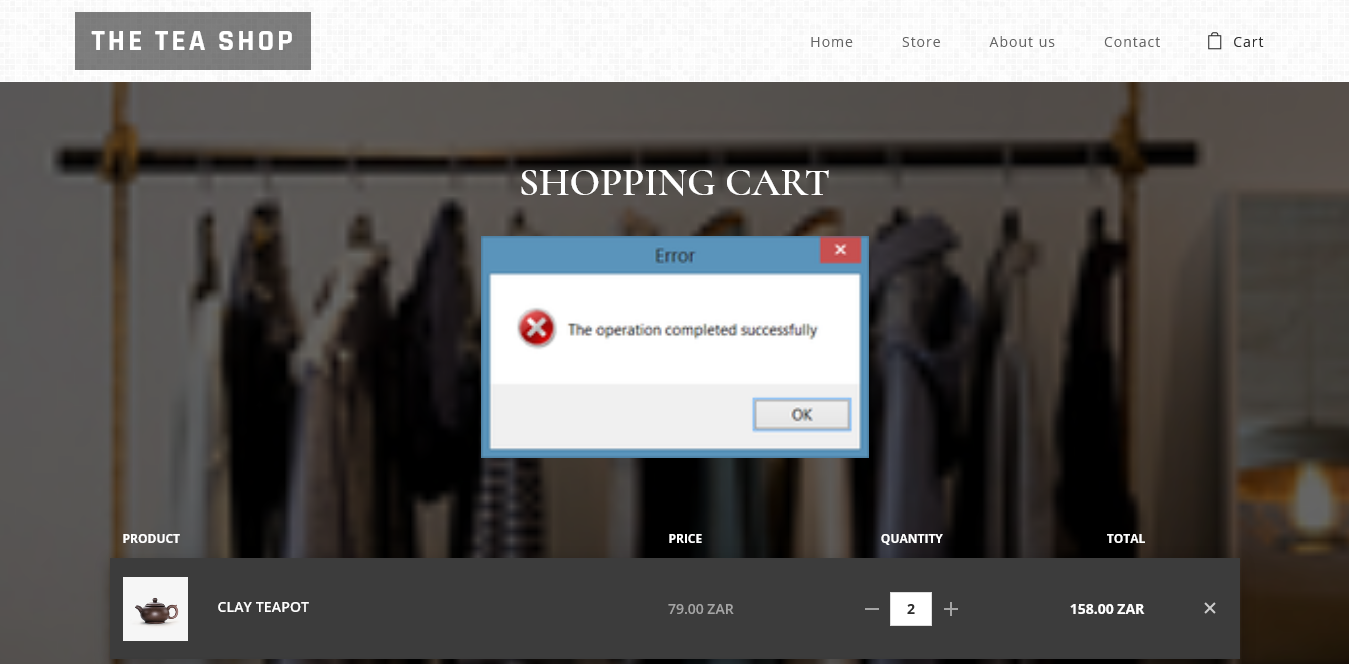 THE TEA SHOP
Home Store About us Contact Cart
SHOPPING CART
Error
The operation completed successfully
OK
PRODUCT PRICE QUANTITY TOTAL
CLAY TEAPOT 79.00 ZAR 2 158.00 ZAR